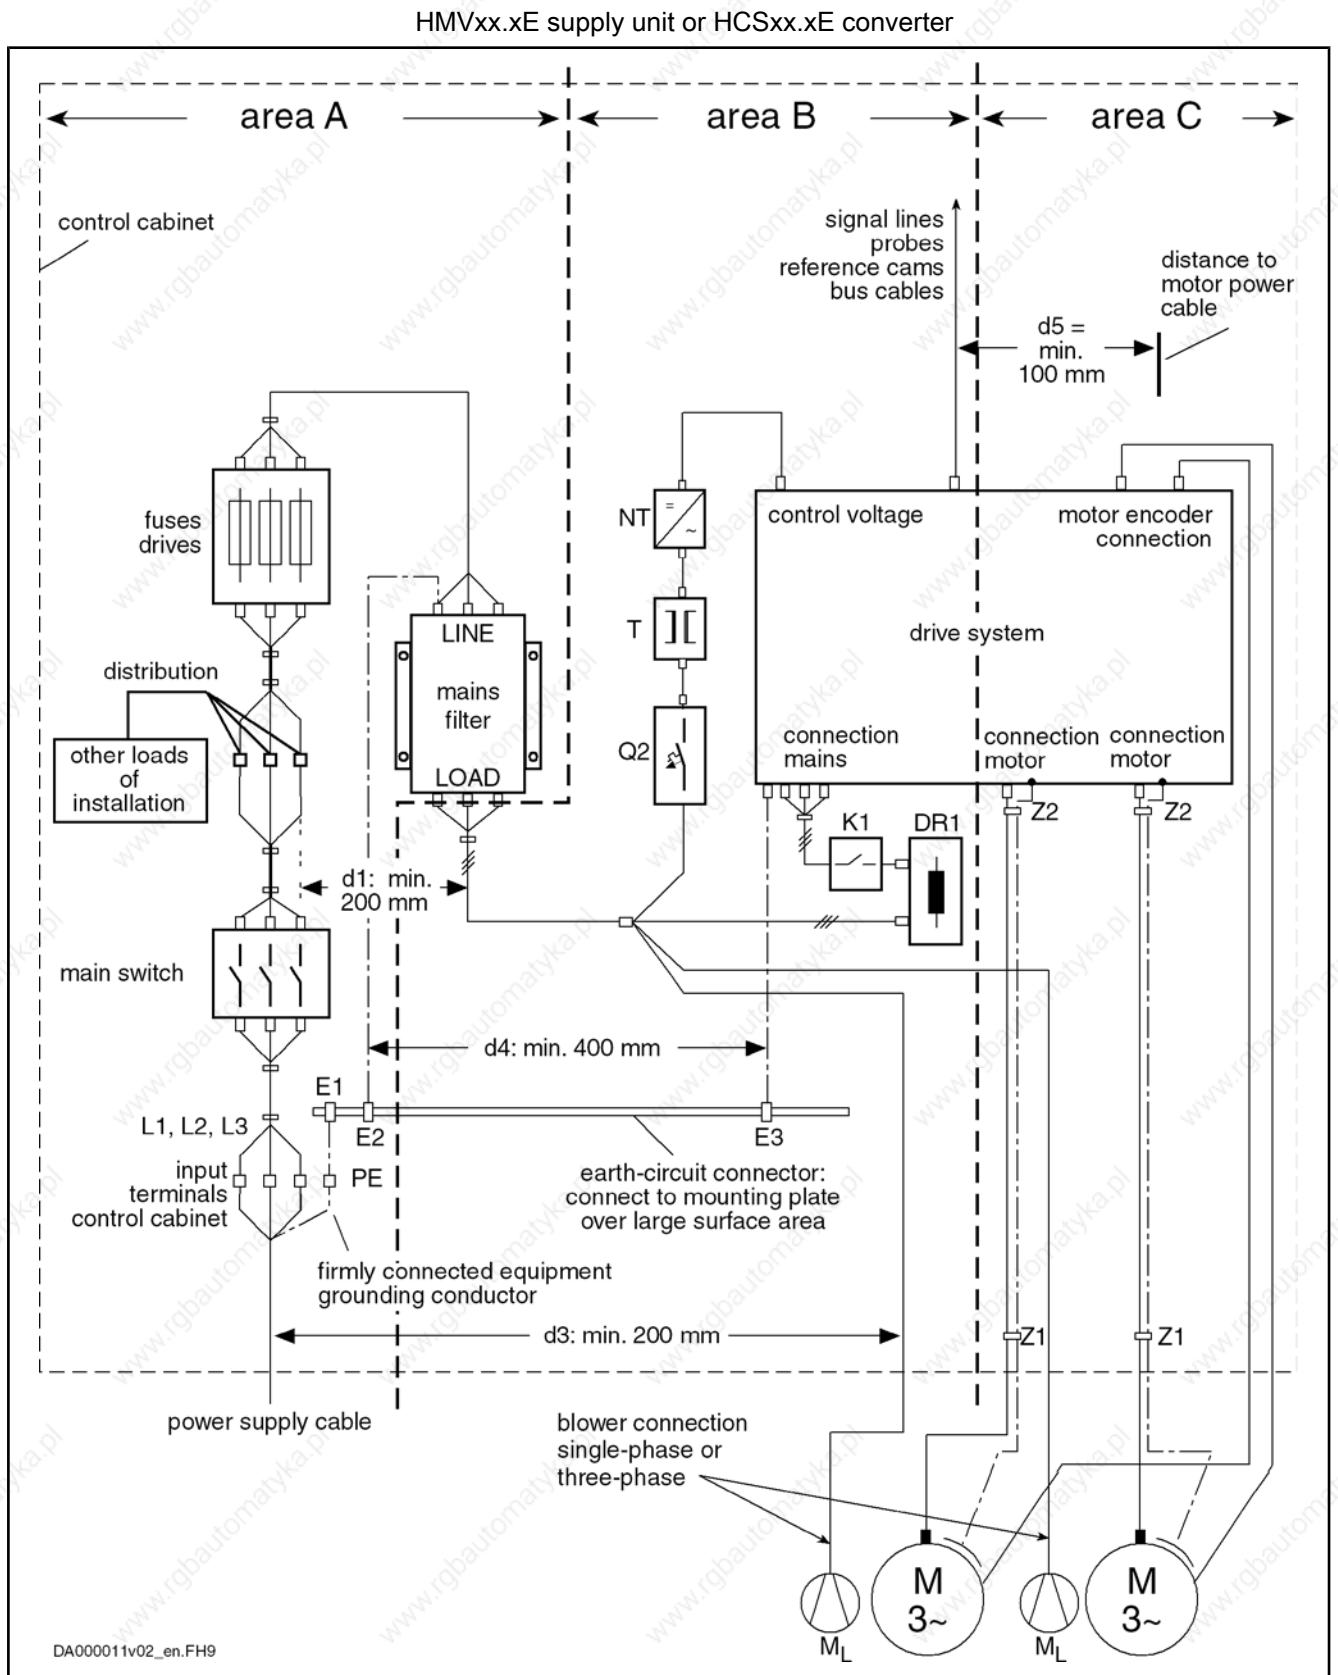 HMVxx.xE supply unit or HCSxx.xE converter
area A
area B
area C
control cabinet
signal lines
probes
reference cams
bus cables
distance to
motor power
cable
d5 =
min.
100 mm
fuses
drives
NT
=
~
control voltage
motor encoder
connection
T
LINE
mains
filter
LOAD
drive system
distribution
other loads
of
installation
Q2
connection
mains
connection
motor
connection
motor
Z2
Z2
K1
DR1
d1: min.
200 mm
main switch
d4: min. 400 mm
E1
E2
E3
L1, L2, L3
input
terminals
control cabinet
PE
earth-circuit connector:
connect to mounting plate
over large surface area
firmly connected equipment
grounding conductor
d3: min. 200 mm
Z1
Z1
power supply cable
blower connection
single-phase or
three-phase
M
3~
M
3~
ML
ML
DA000011v02_en.FH9
www.rgbautomatyka.pl